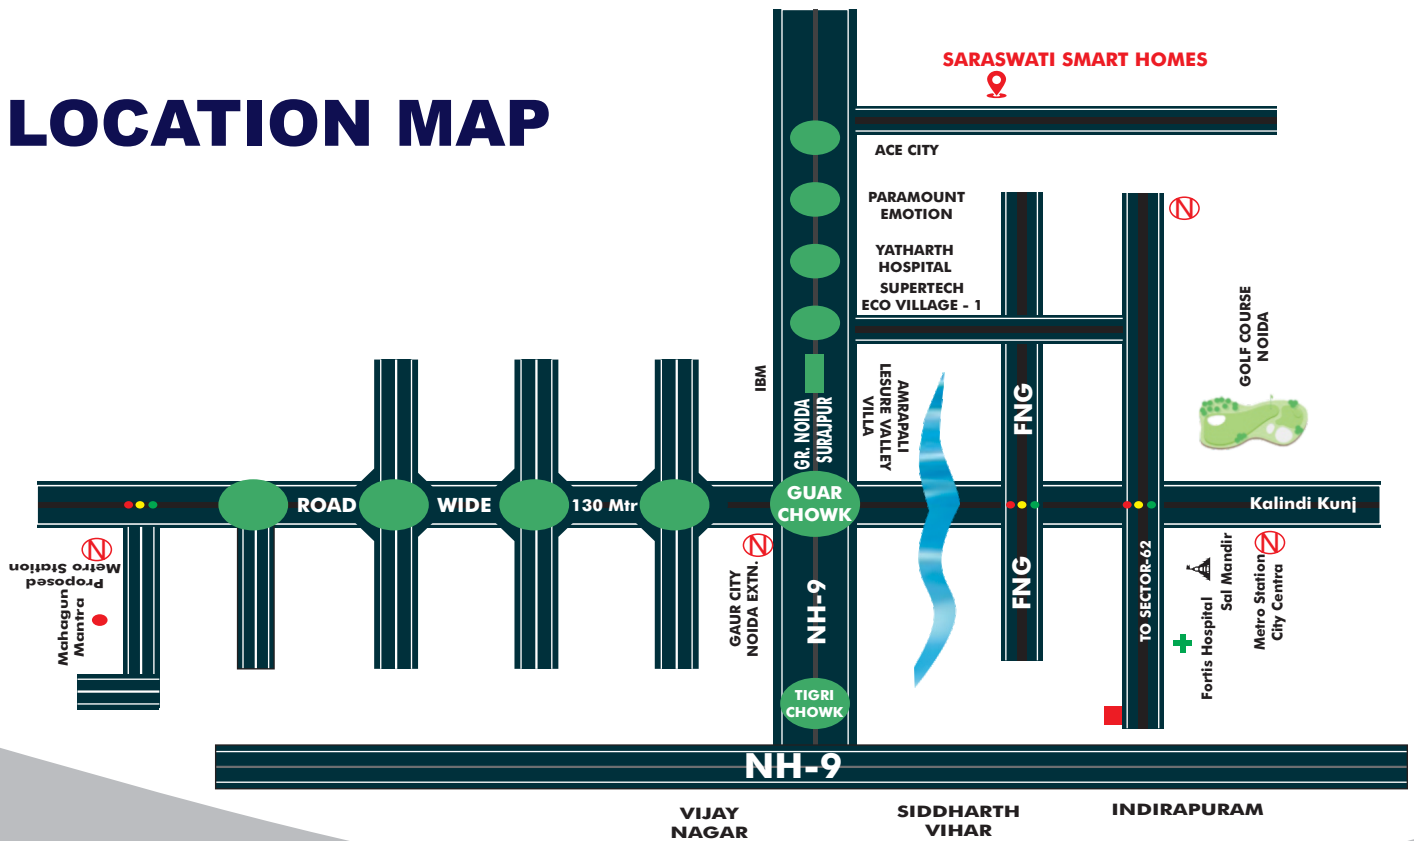 SARASWATI SMART HOMES
LOCATION MAP
ACE CITY
PARAMOUNT
EMOTION
YATHARTH
HOSPITAL
SUPERTECH
ECO VILLAGE - 1
GOLF COURSE
NOIDA
IBM
GR. NOIDA
SURAJPUR
AMRAPALI
LESURE VALLEY
VILLA
FNG
ROAD
WIDE
130 Mtr
GUAR
CHOWK
Kalindi Kunj
N
N
N
N
Proposed
Metro Station
Mahagun
Mantra
GAUR CITY
NOIDA EXTN.
NH-9
FNG
TO SECTOR-62
Fortis Hospital
Sal Mandir
Metro Station
City Centra
TIGRI
CHOWK
NH-9
VIJAY
NAGAR
SIDDHARTH
VIHAR
INDIRAPURAM